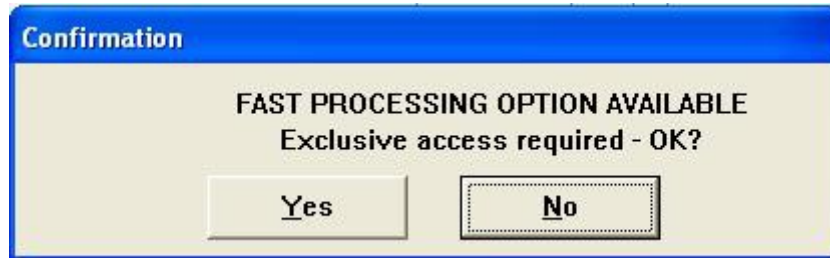 Confirmation
FAST PROCESSING OPTION AVAILABLE
Exclusive access required - OK?
Yes
No